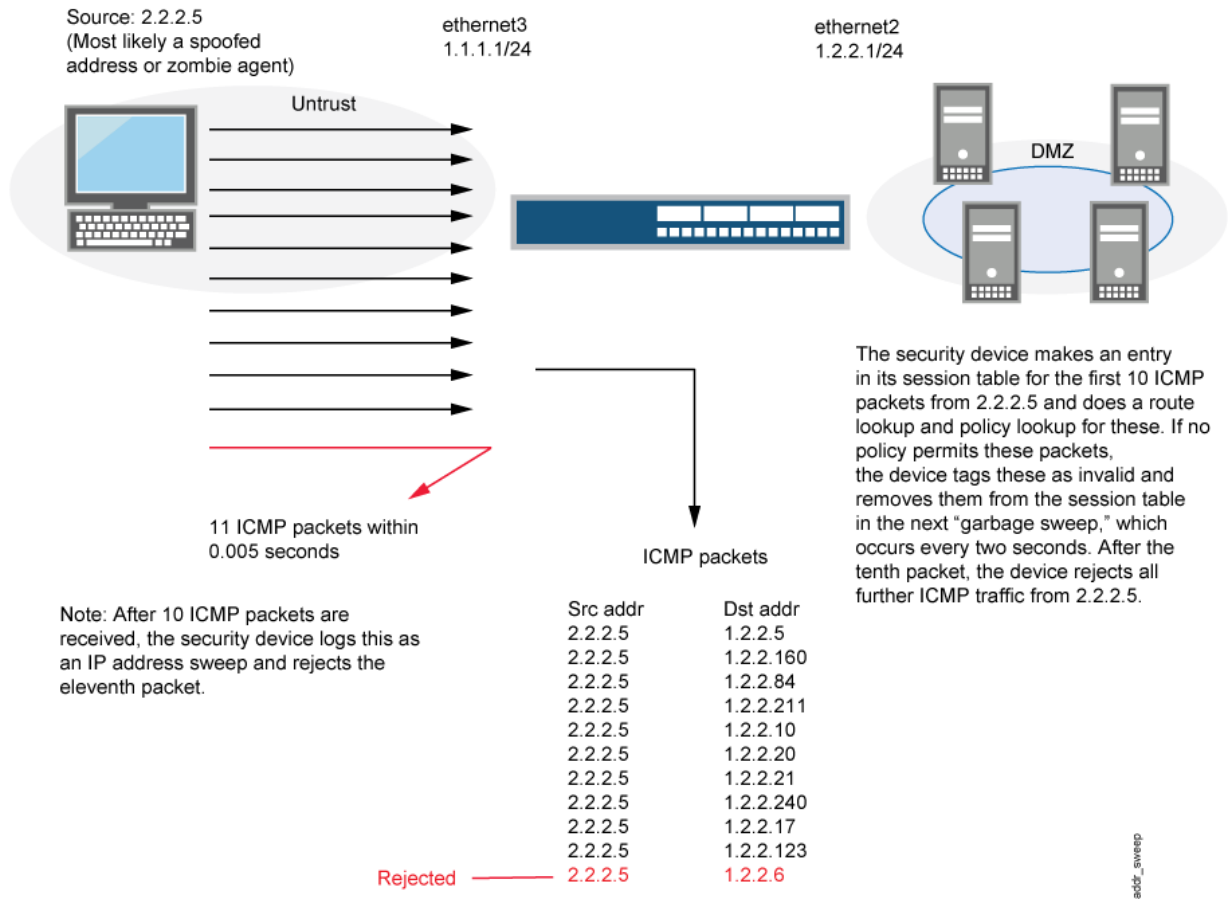 Source: 2.2.2.5
(Most likely a spoofed
address or zombie agent)
ethernet3
1.1.1.1/24
ethernet2
1.2.2.1/24
Untrust
DMZ
11 ICMP packets within
0.005 seconds
Note: After 10 ICMP packets are
received, the security device logs this as
an IP address sweep and rejects the
eleventh packet.
ICMP packets
Src addr Dst addr
2.2.2.5 1.2.2.5
2.2.2.5 1.2.2.160
2.2.2.5 1.2.2.84
2.2.2.5 1.2.2.211
2.2.2.5 1.2.2.10
2.2.2.5 1.2.2.20
2.2.2.5 1.2.2.21
2.2.2.5 1.2.2.240
2.2.2.5 1.2.2.17
2.2.2.5 1.2.2.123
Rejected 2.2.2.5 1.2.2.6
The security device makes an entry
in its session table for the first 10 ICMP
packets from 2.2.2.5 and does a route
lookup and policy lookup for these. If no
policy permits these packets,
the device tags these as invalid and
removes them from the session table
in the next “garbage sweep,” which
occurs every two seconds. After the
tenth packet, the device rejects all
further ICMP traffic from 2.2.2.5.
addr_sweep